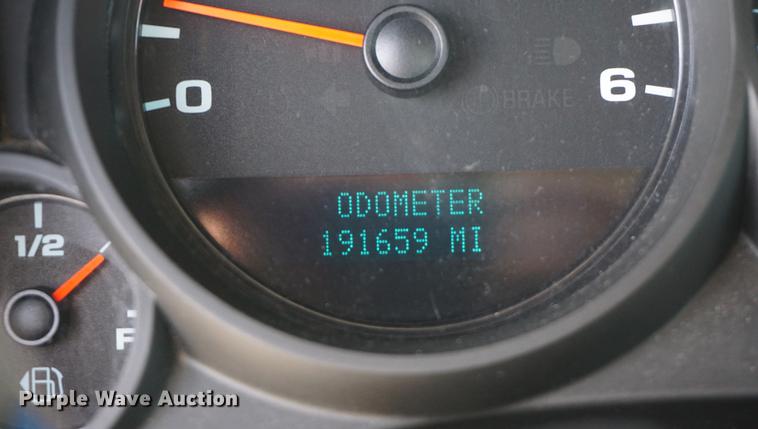 0
6
BRAKE
ODOMETER
191659 MI
1/2
F
Purple Wave Auction